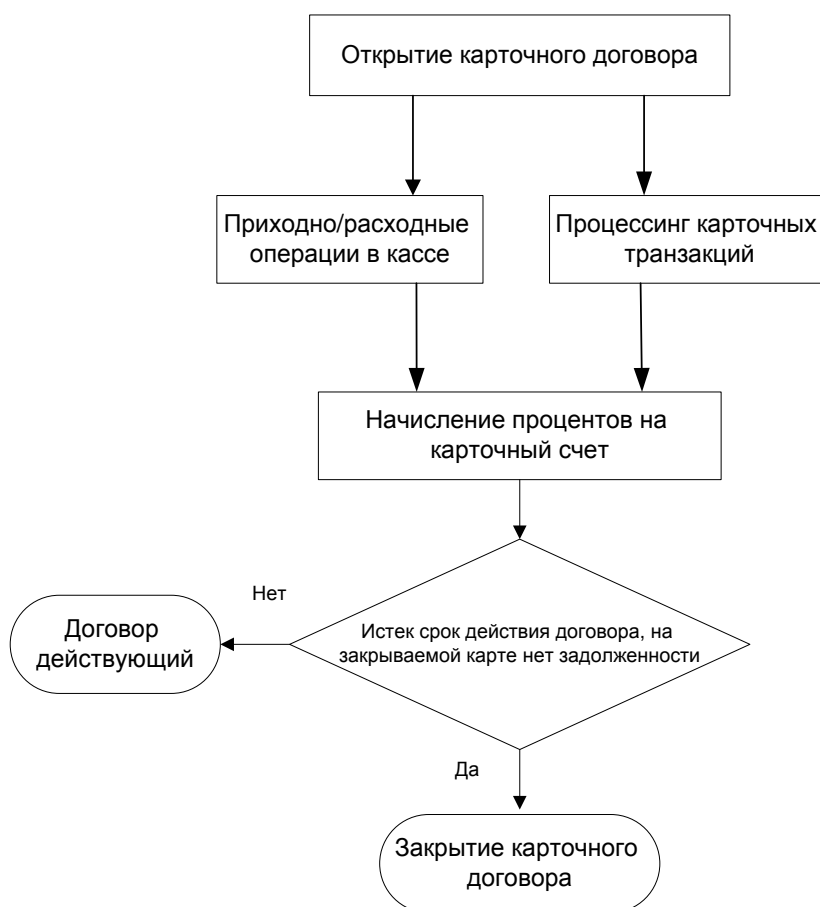 Открытие карточного договора
Приходно/расходные
операции в кассе
Процессинг карточных
транзакций
Начисление процентов на
карточный счет
Нет
Договор
действующий
Истек срок действия договора, на
закрываемой карте нет задолженности
Да
Закрытие карточного
договора